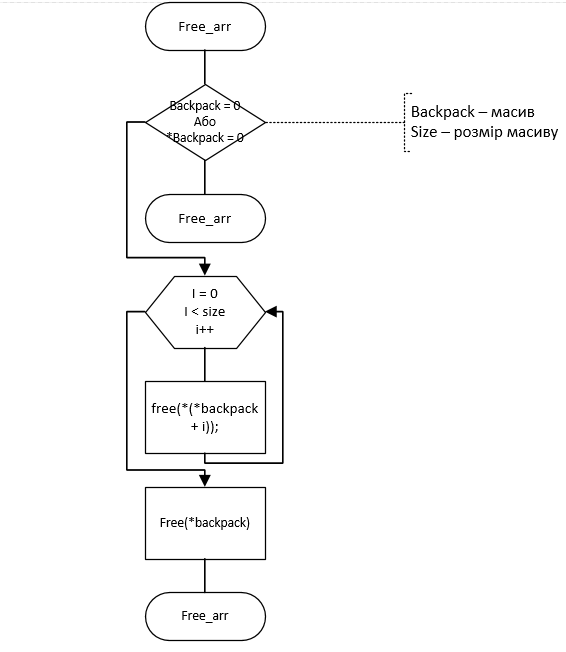 Free_arr
Backpack = 0
Або
*Backpack = 0
Backpack – масив
Size – розмір масиву
Free_arr
I = 0
I < size
i++
free(*(*backpack
+ i));
Free(*backpack)
Free_arr